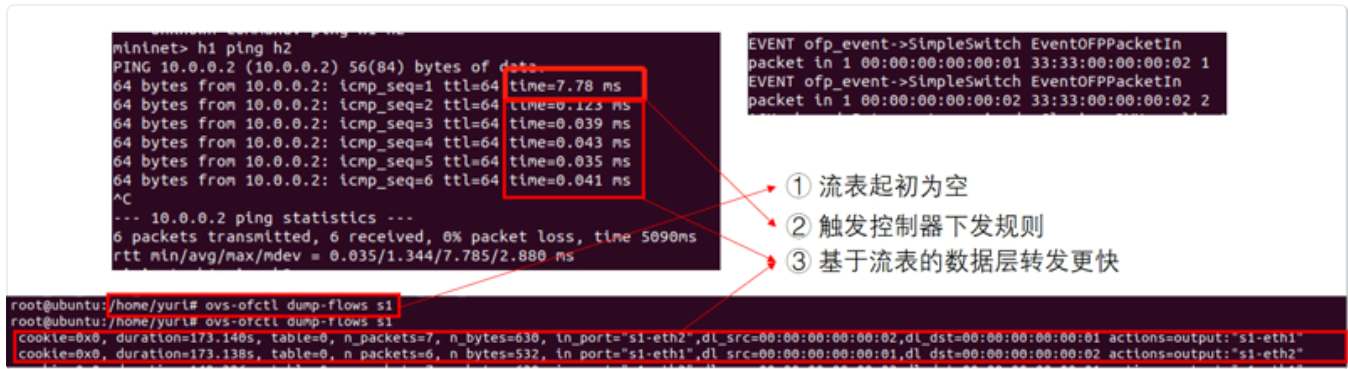 mininet> h1 ping h2
PING 10.0.0.2 (10.0.0.2) 56(84) bytes of data.
64 bytes from 10.0.0.2: icmp_seq=1 ttl=64 time=7.78 ms
64 bytes from 10.0.0.2: icmp_seq=2 ttl=64 time=0.123 ms
64 bytes from 10.0.0.2: icmp_seq=3 ttl=64 time=0.039 ms
64 bytes from 10.0.0.2: icmp_seq=4 ttl=64 time=0.043 ms
64 bytes from 10.0.0.2: icmp_seq=5 ttl=64 time=0.035 ms
64 bytes from 10.0.0.2: icmp_seq=6 ttl=64 time=0.041 ms
^C
--- 10.0.0.2 ping statistics ---
6 packets transmitted, 6 received, 0% packet loss, time 5090ms
rtt min/avg/max/mdev = 0.035/1.344/7.785/2.880 ms
EVENT ofp_event->SimpleSwitch EventOFPPacketIn
packet in 1 00:00:00:00:00:01 33:33:00:00:00:02 1
EVENT ofp_event->SimpleSwitch EventOFPPacketIn
packet in 1 00:00:00:00:00:02 33:33:00:00:00:02 2
① 流表起初为空
② 触发控制器下发规则
③ 基于流表的数据层转发更快
root@ubuntu:/home/yuri# ovs-ofctl dump-flows s1
root@ubuntu:/home/yuri# ovs-ofctl dump-flows s1
cookie=0x0, duration=173.140s, table=0, n_packets=7, n_bytes=630, in_port="s1-eth2",dl_src=00:00:00:00:00:02,dl_dst=00:00:00:00:00:01 actions=output:"s1-eth1"
cookie=0x0, duration=173.138s, table=0, n_packets=6, n_bytes=532, in_port="s1-eth1",dl_src=00:00:00:00:00:01,dl_dst=00:00:00:00:00:02 actions=output:"s1-eth2"